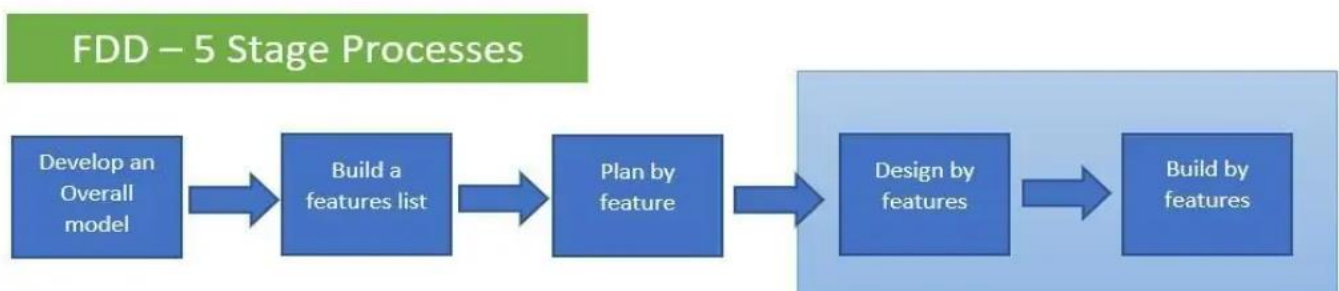 FDD – 5 Stage Processes
Develop an
Overall
model
Build a
features list
Plan by
feature
Design by
features
Build by
features